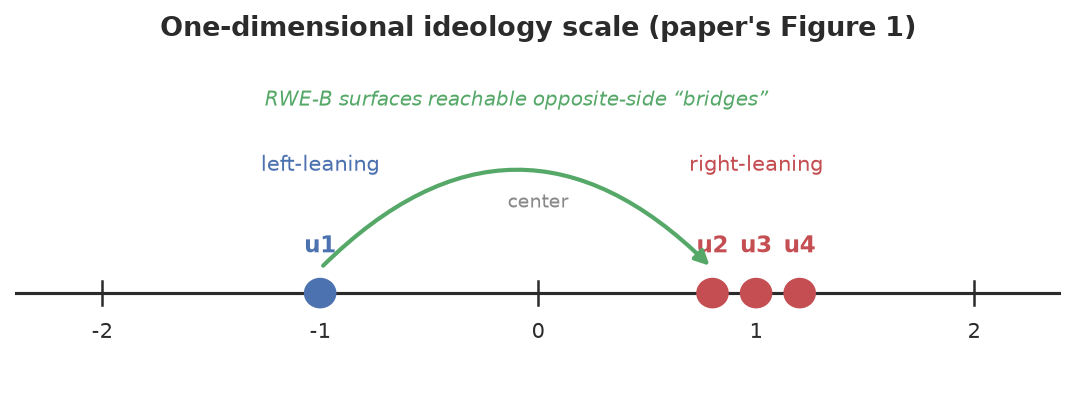 One-dimensional ideology scale (paper's Figure 1)
RWE-B surfaces reachable opposite-side “bridges”
left-leaning right-leaning
center
u1 u2 u3 u4
-2 -1 0 1 2